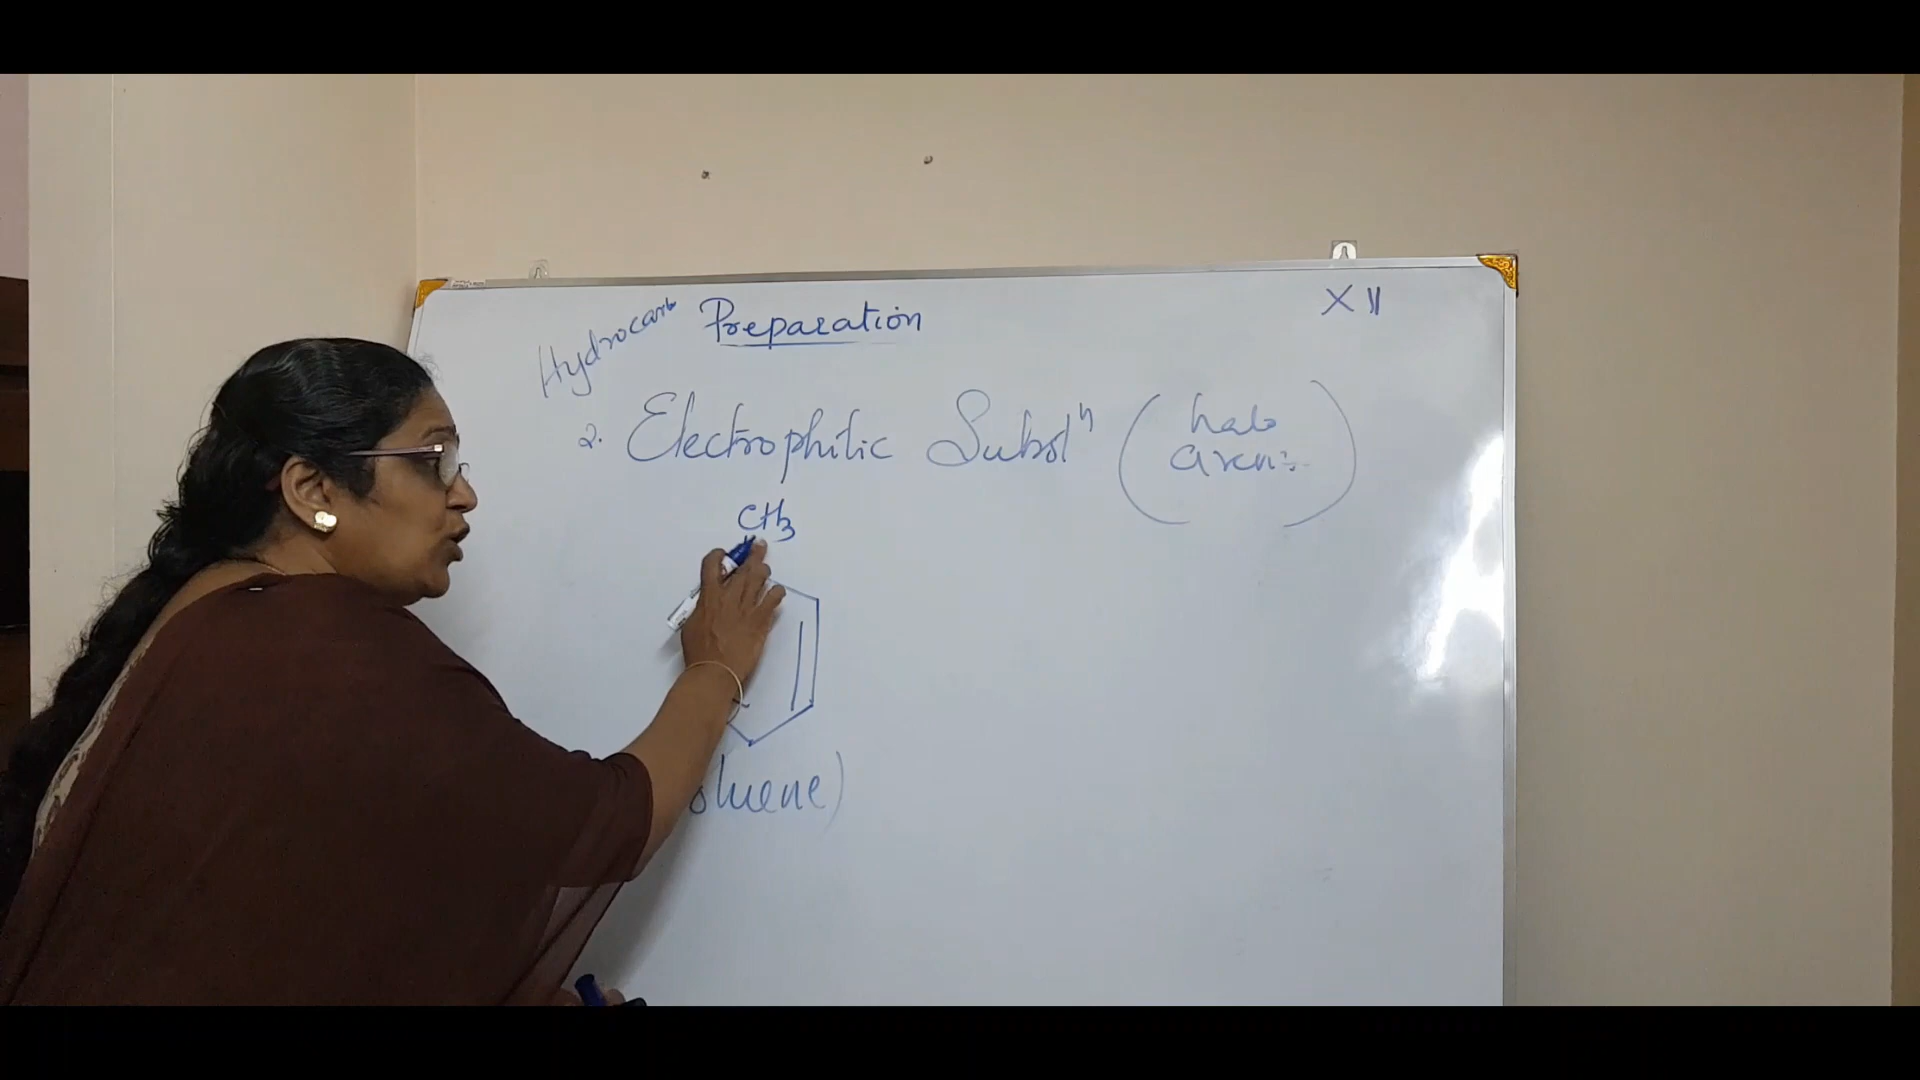 Hydrocarb
Preparation
XII
2. Electrophilic Substⁿ (halo
arenes)
CH3
oluene)